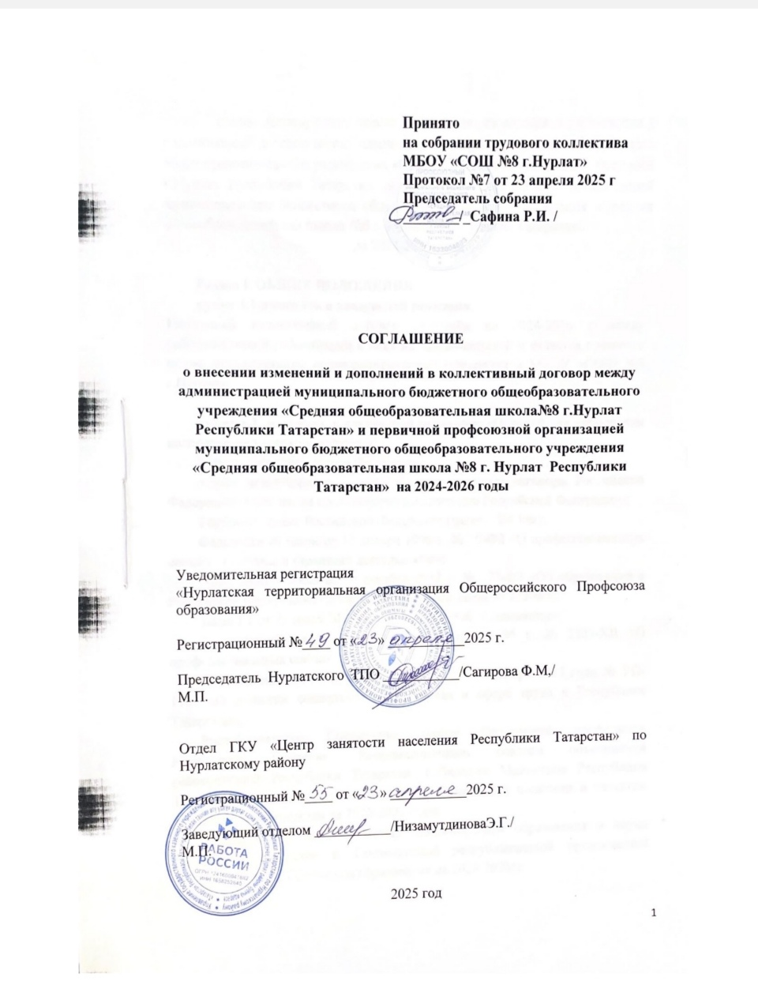 Принято
на собрании трудового коллектива
МБОУ «СОШ №8 г.Нурлат»
Протокол №7 от 23 апреля 2025 г
Председатель собрания
/ Сафина Р.И. /
СОГЛАШЕНИЕ
о внесении изменений и дополнений в коллективный договор между
администрацией муниципального бюджетного общеобразовательного
учреждения «Средняя общеобразовательная школа№8 г.Нурлат
Республики Татарстан» и первичной профсоюзной организацией
муниципального бюджетного общеобразовательного учреждения
«Средняя общеобразовательная школа №8 г. Нурлат Республики
Татарстан» на 2024-2026 годы
Уведомительная регистрация
«Нурлатская территориальная организация Общероссийского Профсоюза
образования»
Регистрационный № 49 от «23» апреля 2025 г.
Председатель Нурлатского ТПО /Сагирова Ф.М,/
М.П.
Отдел ГКУ «Центр занятости населения Республики Татарстан» по
Нурлатскому району
Регистрационный № 55 от «23» апреля 2025 г.
Заведующий отделом /НизамутдиноваЭ.Г./
М.П.
РАБОТА
РОССИИ
2025 год
1